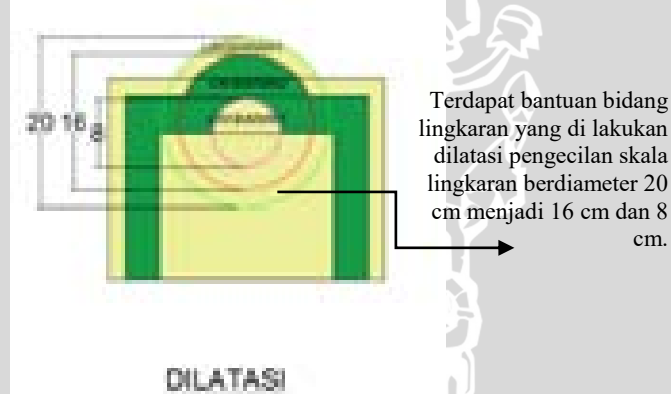 20 16 8
Terdapat bantuan bidang
lingkaran yang di lakukan
dilatasi pengecilan skala
lingkaran berdiameter 20
cm menjadi 16 cm dan 8
cm.
DILATASI